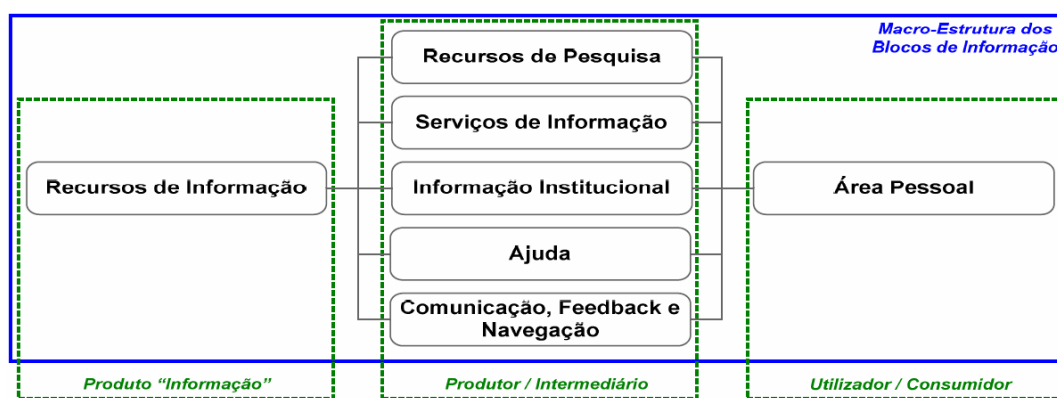 Macro-Estrutura dos
Blocos de Informação
Recursos de Pesquisa
Serviços de Informação
Recursos de Informação
Informação Institucional
Área Pessoal
Ajuda
Comunicação, Feedback e
Navegação
Produto “Informação”
Produtor / Intermediário
Utilizador / Consumidor